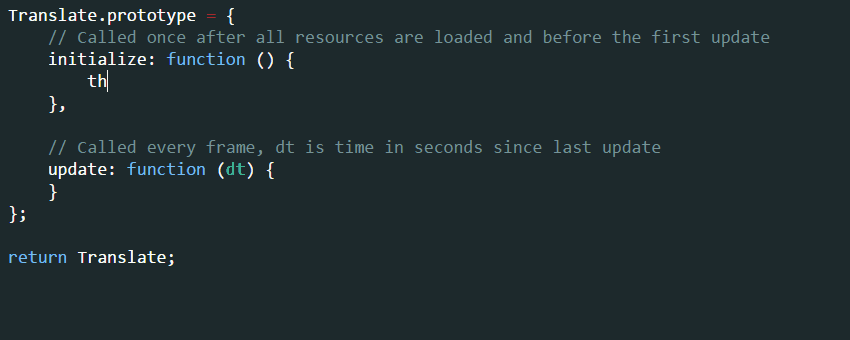 Translate.prototype = {
    // Called once after all resources are loaded and before the first update
    initialize: function () {
        th
    },

    // Called every frame, dt is time in seconds since last update
    update: function (dt) {
    }
};

return Translate;